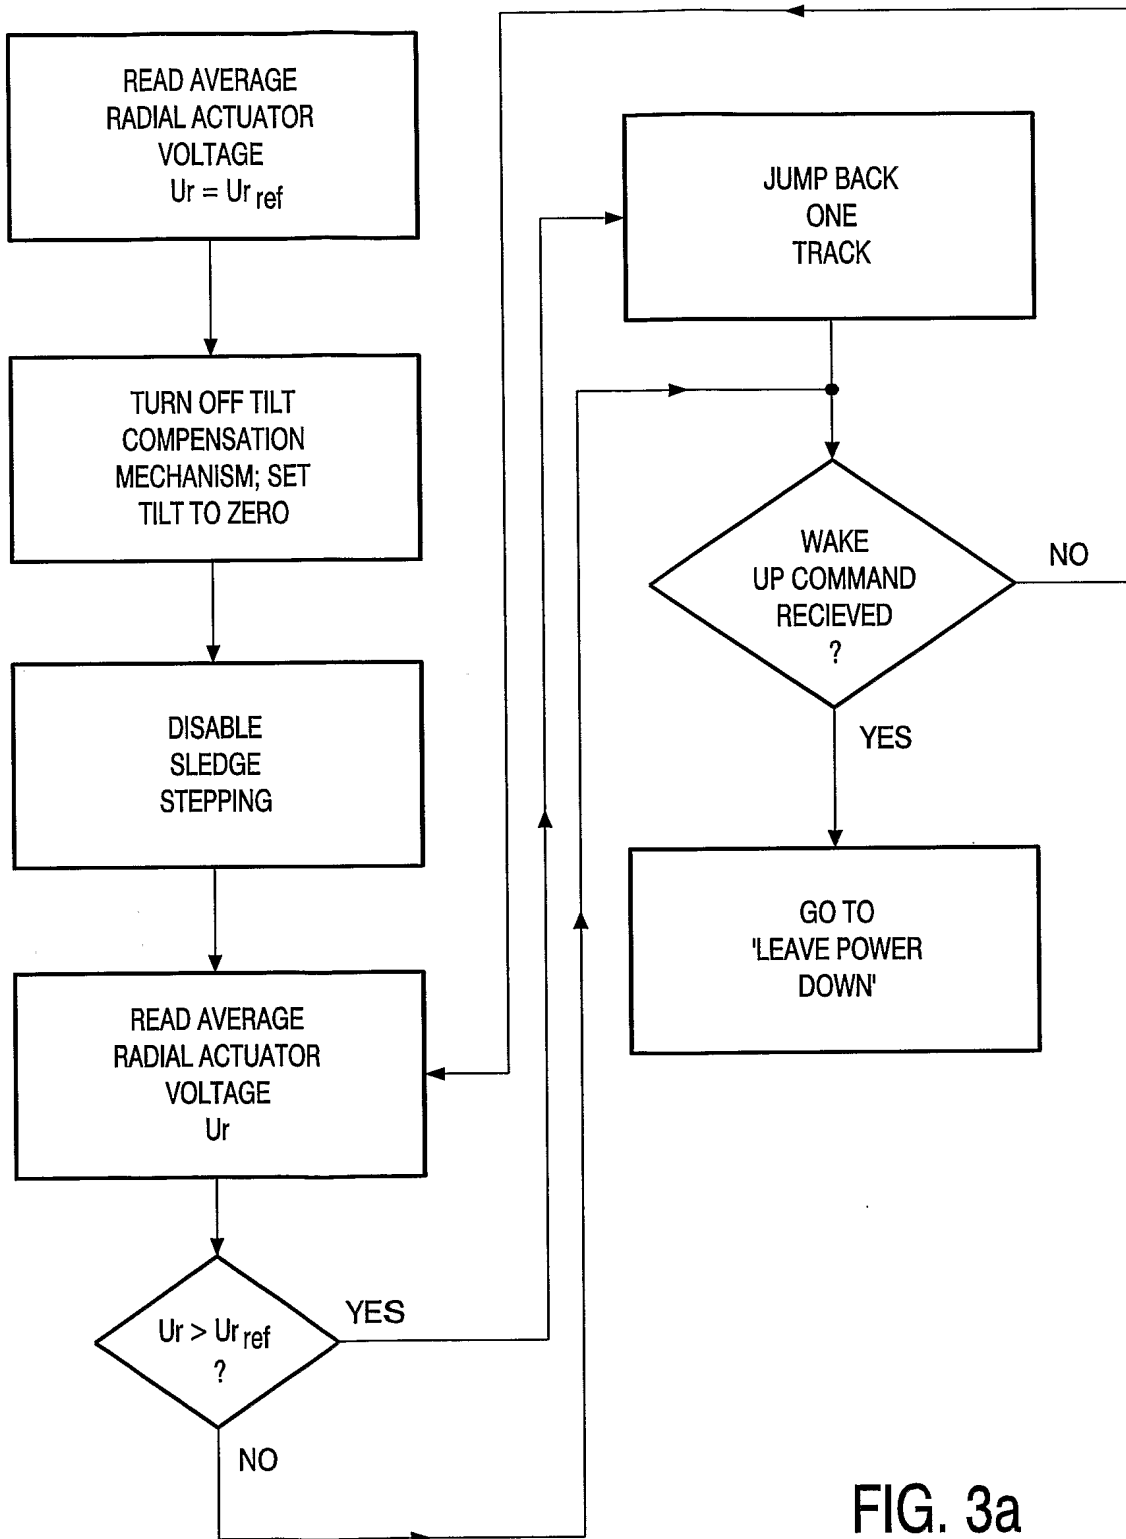 READ AVERAGE
RADIAL ACTUATOR
VOLTAGE
Ur = Ur ref
TURN OFF TILT
COMPENSATION
MECHANISM; SET
TILT TO ZERO
DISABLE
SLEDGE
STEPPING
READ AVERAGE
RADIAL ACTUATOR
VOLTAGE
Ur
Ur > Ur ref
?
YES
NO
JUMP BACK
ONE
TRACK
WAKE
UP COMMAND
RECIEVED
?
NO
YES
GO TO
'LEAVE POWER
DOWN'
FIG. 3a